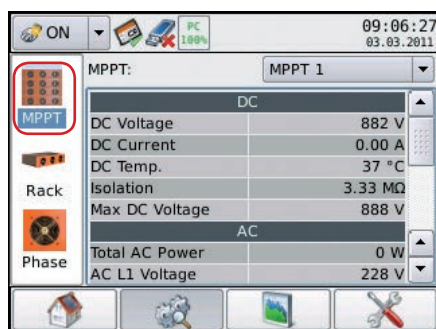 ON
PC
100%
09:06:27
03.03.2011
MPPT
Rack
Phase
MPPT: MPPT 1
DC
DC Voltage 882 V
DC Current 0.00 A
DC Temp. 37 °C
Isolation 3.33 MΩ
Max DC Voltage 888 V
AC
Total AC Power 0 W
AC L1 Voltage 228 V